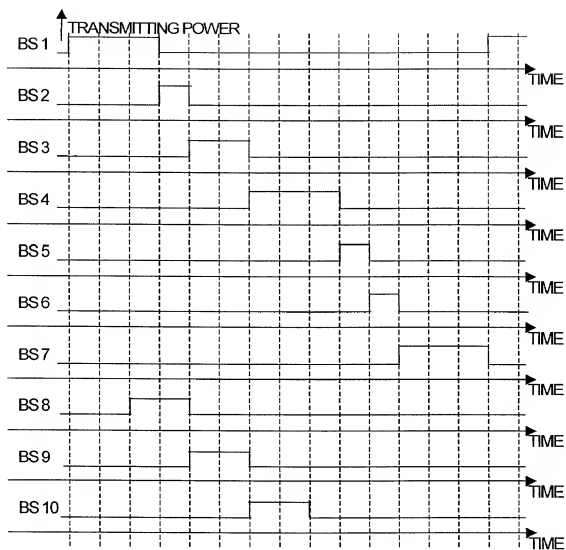 TRANSMITTING POWER
BS 1
TIME
BS 2
TIME
BS 3
TIME
BS 4
TIME
BS 5
TIME
BS 6
TIME
BS 7
TIME
BS 8
TIME
BS 9
TIME
BS 10
TIME